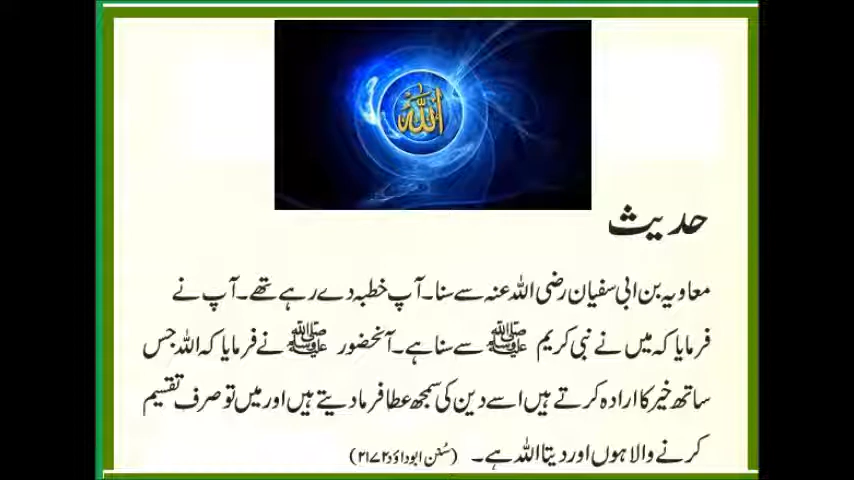 الله
حدیث
معاویہ بن ابی سفیان رضی اللہ عنہ سے سنا۔ آپ خطبہ دے رہے تھے۔ آپ نے
فرمایا کہ میں نے نبی کریم ﷺ سے سنا ہے۔ آنحضور ﷺ نے فرمایا کہ اللہ جس
ساتھ خیر کا ارادہ کرتے ہیں اسے دین کی سمجھ عطا فرما دیتے ہیں اور میں تو صرف تقسیم
کرنے والا ہوں اور دیتا اللہ ہے۔ (سُنن ابوداؤد ۲۱۷۲)